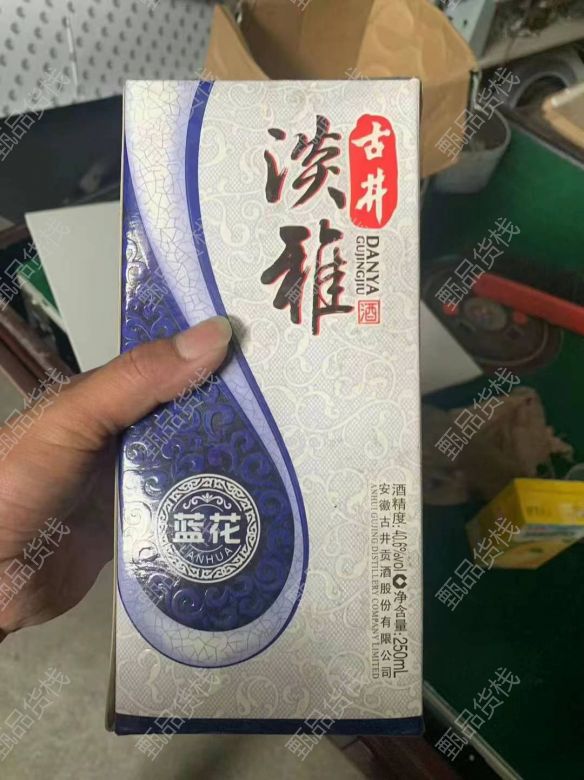 古井
淡雅
DANYA
GUJINGJIU
酒
蓝花
LANHUA
酒精度:40.6%vol 净含量:250mL
安徽古井贡酒股份有限公司
ANHUI GUJING DISTILLERY COMPANY LIMITED
甄品货栈